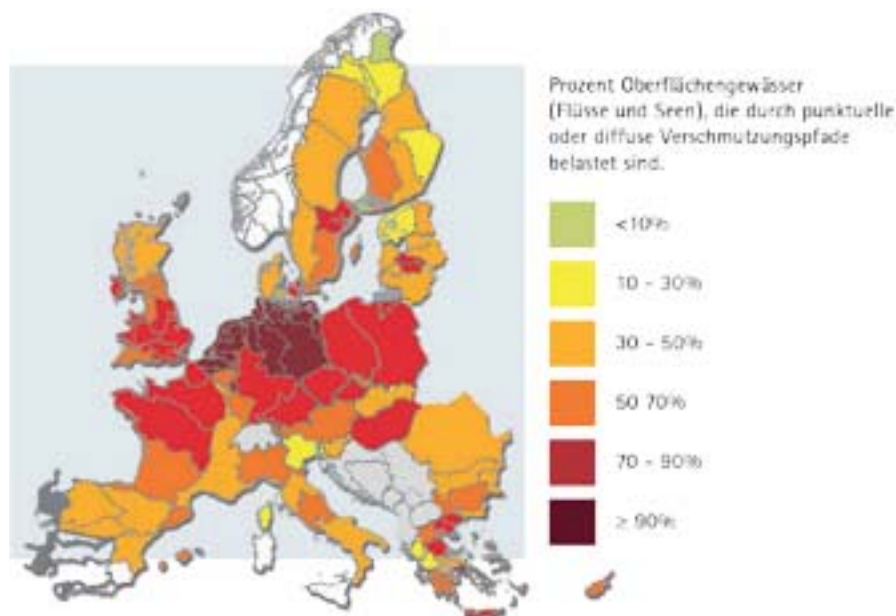 Prozent Oberflächengewässer
(Flüsse und Seen), die durch punktuelle
oder diffuse Verschmutzungspfade
belastet sind.
<10%
10 - 30%
30 - 50%
50 70%
70 - 90%
≥ 90%